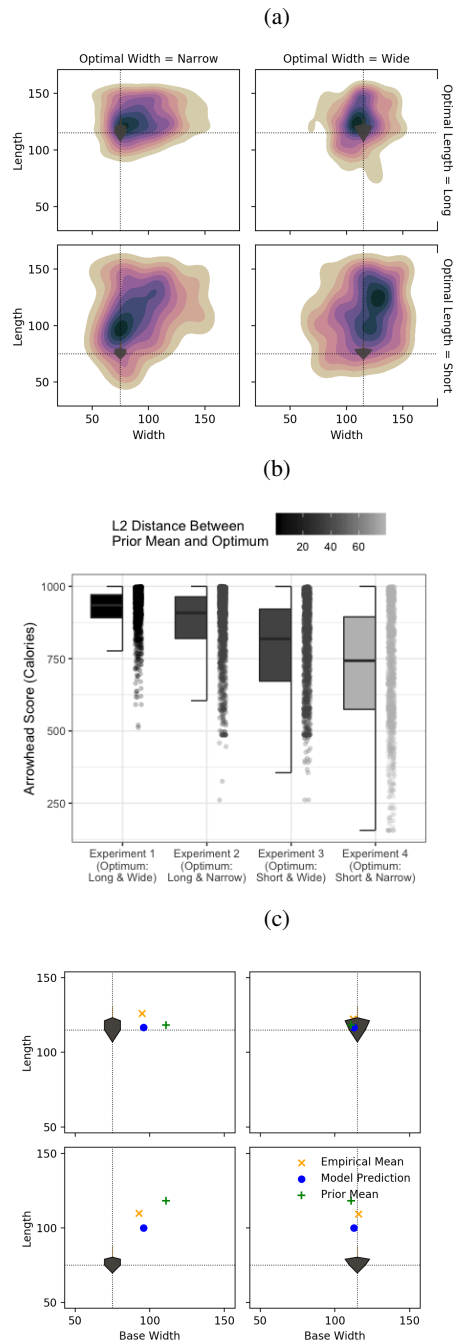 (a)
Optimal Width = Narrow
Optimal Width = Wide
150
100
50
Length
Optimal Length = Long
150
100
50
Length
Optimal Length = Short
50
100
150
50
100
150
Width
Width
(b)
L2 Distance Between
Prior Mean and Optimum
20
40
60
1000
750
500
250
Arrowhead Score (Calories)
Experiment 1
(Optimum:
Long & Wide)
Experiment 2
(Optimum:
Long & Narrow)
Experiment 3
(Optimum:
Short & Wide)
Experiment 4
(Optimum:
Short & Narrow)
(c)
150
100
50
Length
150
100
50
Length
Empirical Mean
Model Prediction
Prior Mean
50
100
150
50
100
150
Base Width
Base Width